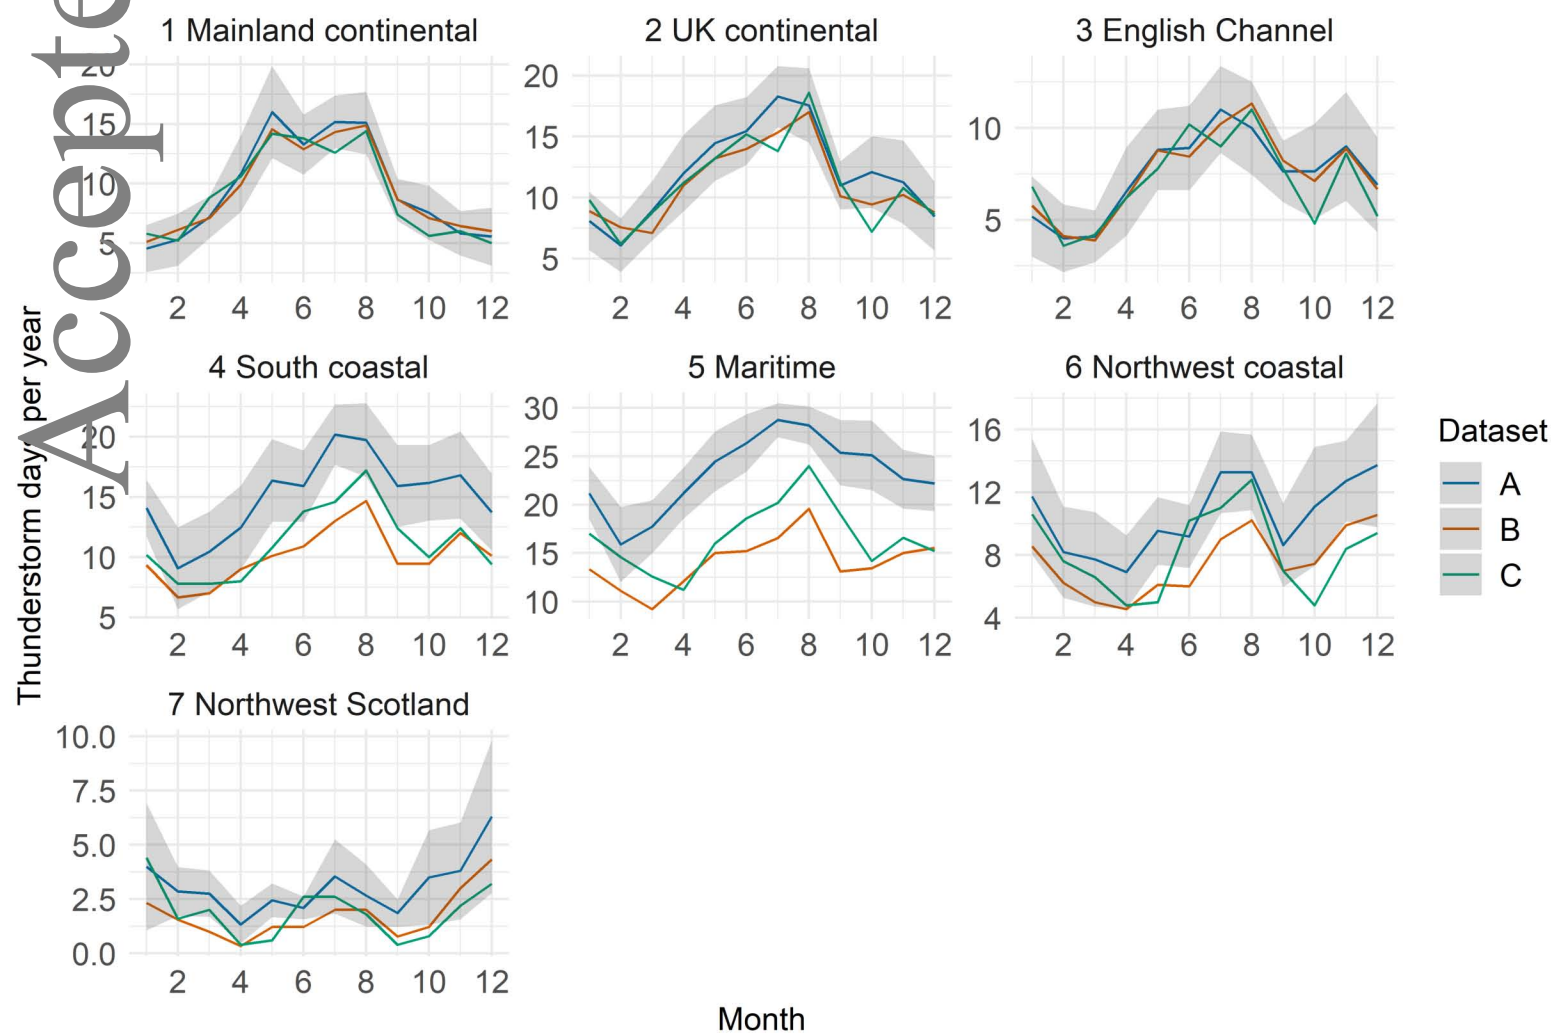 Accepte
1 Mainland continental
2 UK continental
3 English Channel
20
15
10
5
2 4 6 8 10 12
20
15
10
5
2 4 6 8 10 12
10
5
2 4 6 8 10 12
Thunderstorm days per year
4 South coastal
5 Maritime
6 Northwest coastal
20
15
10
5
2 4 6 8 10 12
30
25
20
15
10
2 4 6 8 10 12
16
12
8
4
2 4 6 8 10 12
Dataset
A
B
C
7 Northwest Scotland
10.0
7.5
5.0
2.5
0.0
2 4 6 8 10 12
Month